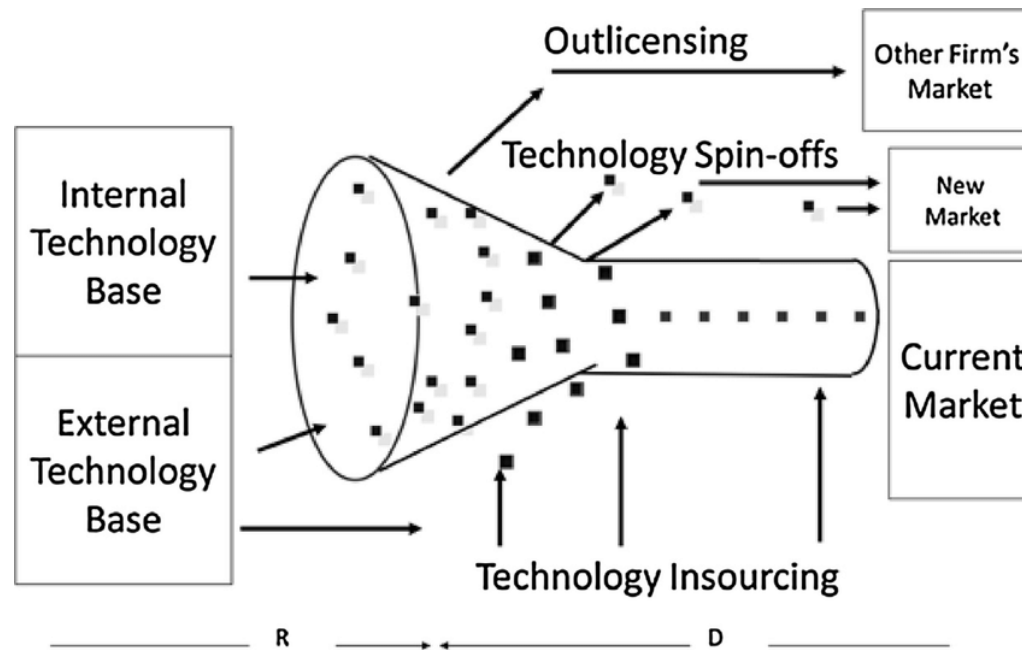 Outlicensing
Other Firm's
Market
Technology Spin-offs
New
Market
Internal
Technology
Base
External
Technology
Base
Current
Market
Technology Insourcing
R
D